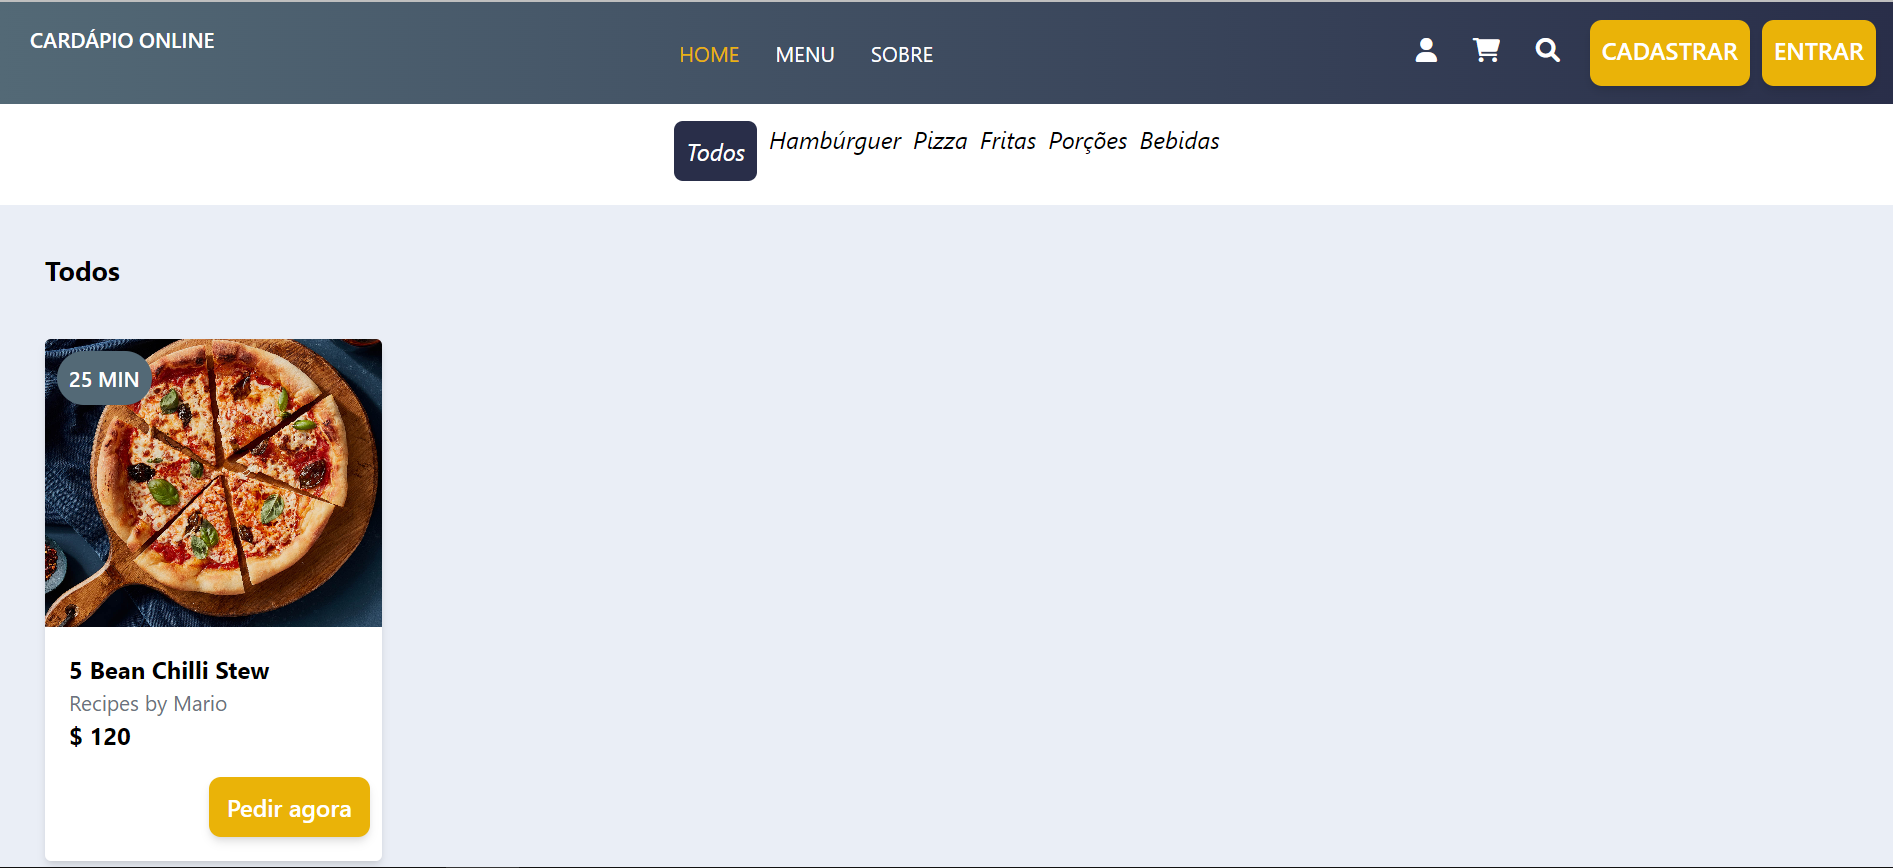 CARDÁPIO ONLINE
HOME MENU SOBRE
CADASTRAR ENTRAR
Todos Hambúrguer Pizza Fritas Porções Bebidas
Todos
25 MIN
5 Bean Chilli Stew
Recipes by Mario
$ 120
Pedir agora